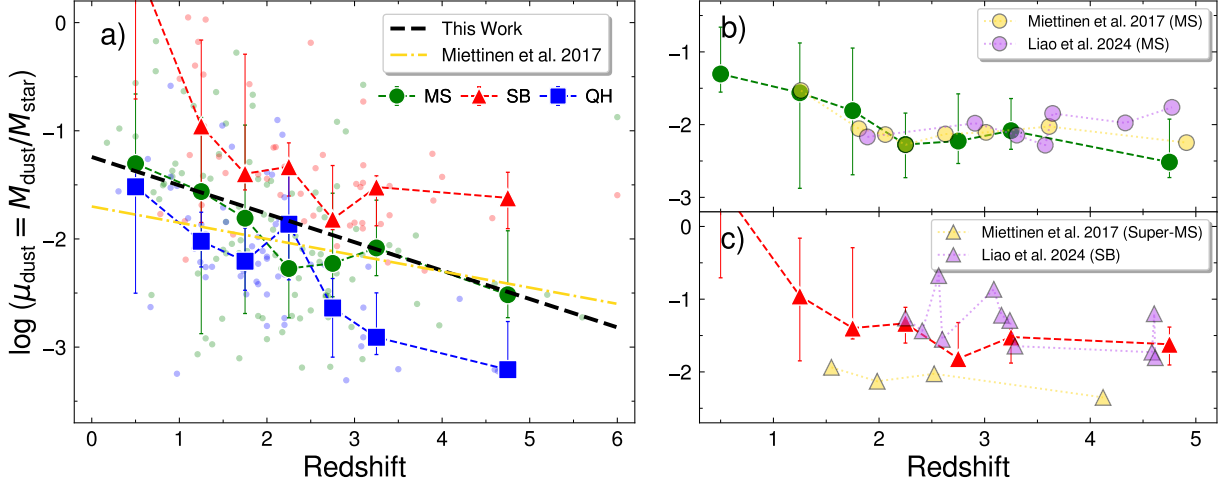 a)
This Work
Miettinen et al. 2017
MS SB QH
log (μdust = Mdust/Mstar)
0
−1
−2
−3
0 1 2 3 4 5 6
Redshift
b)
Miettinen et al. 2017 (MS)
Liao et al. 2024 (MS)
−1
−2
−3
c)
Miettinen et al. 2017 (Super-MS)
Liao et al. 2024 (SB)
0
−1
−2
1 2 3 4 5
Redshift